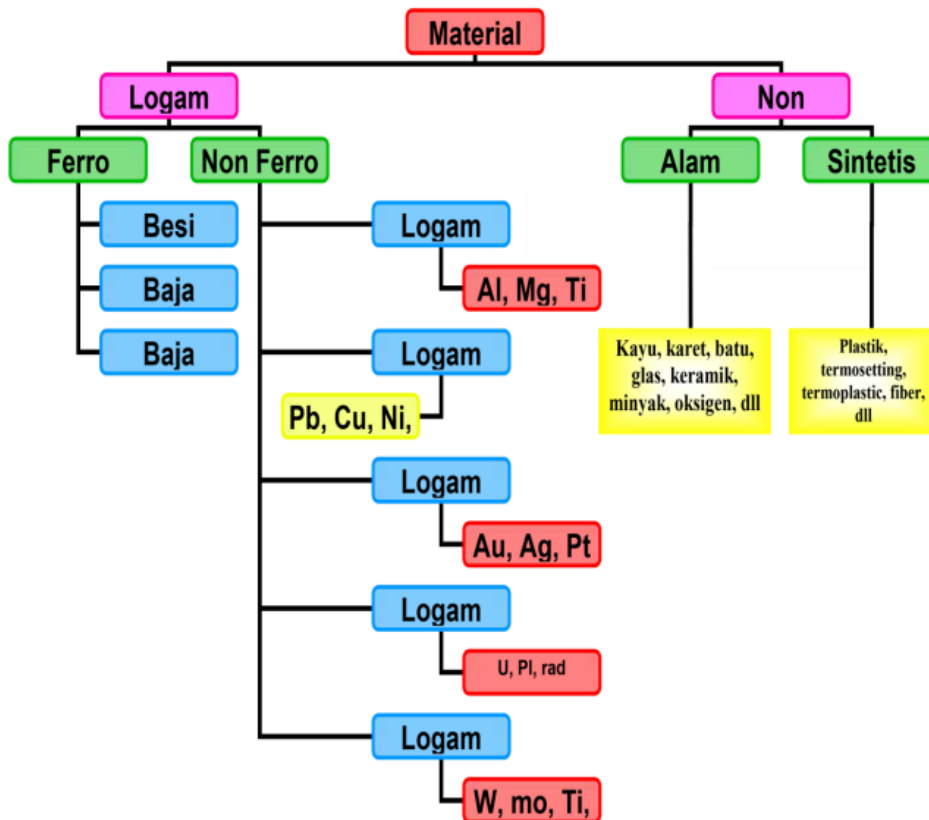 Material
Logam
Non
Ferro
Non Ferro
Alam
Sintetis
Besi
Baja
Baja
Logam
Al, Mg, Ti
Logam
Pb, Cu, Ni,
Logam
Au, Ag, Pt
Logam
U, Pl, rad
Logam
W, mo, Ti,
Kayu, karet, batu,
glas, keramik,
minyak, oksigen, dll
Plastik,
termosetting,
termoplastic, fiber,
dll